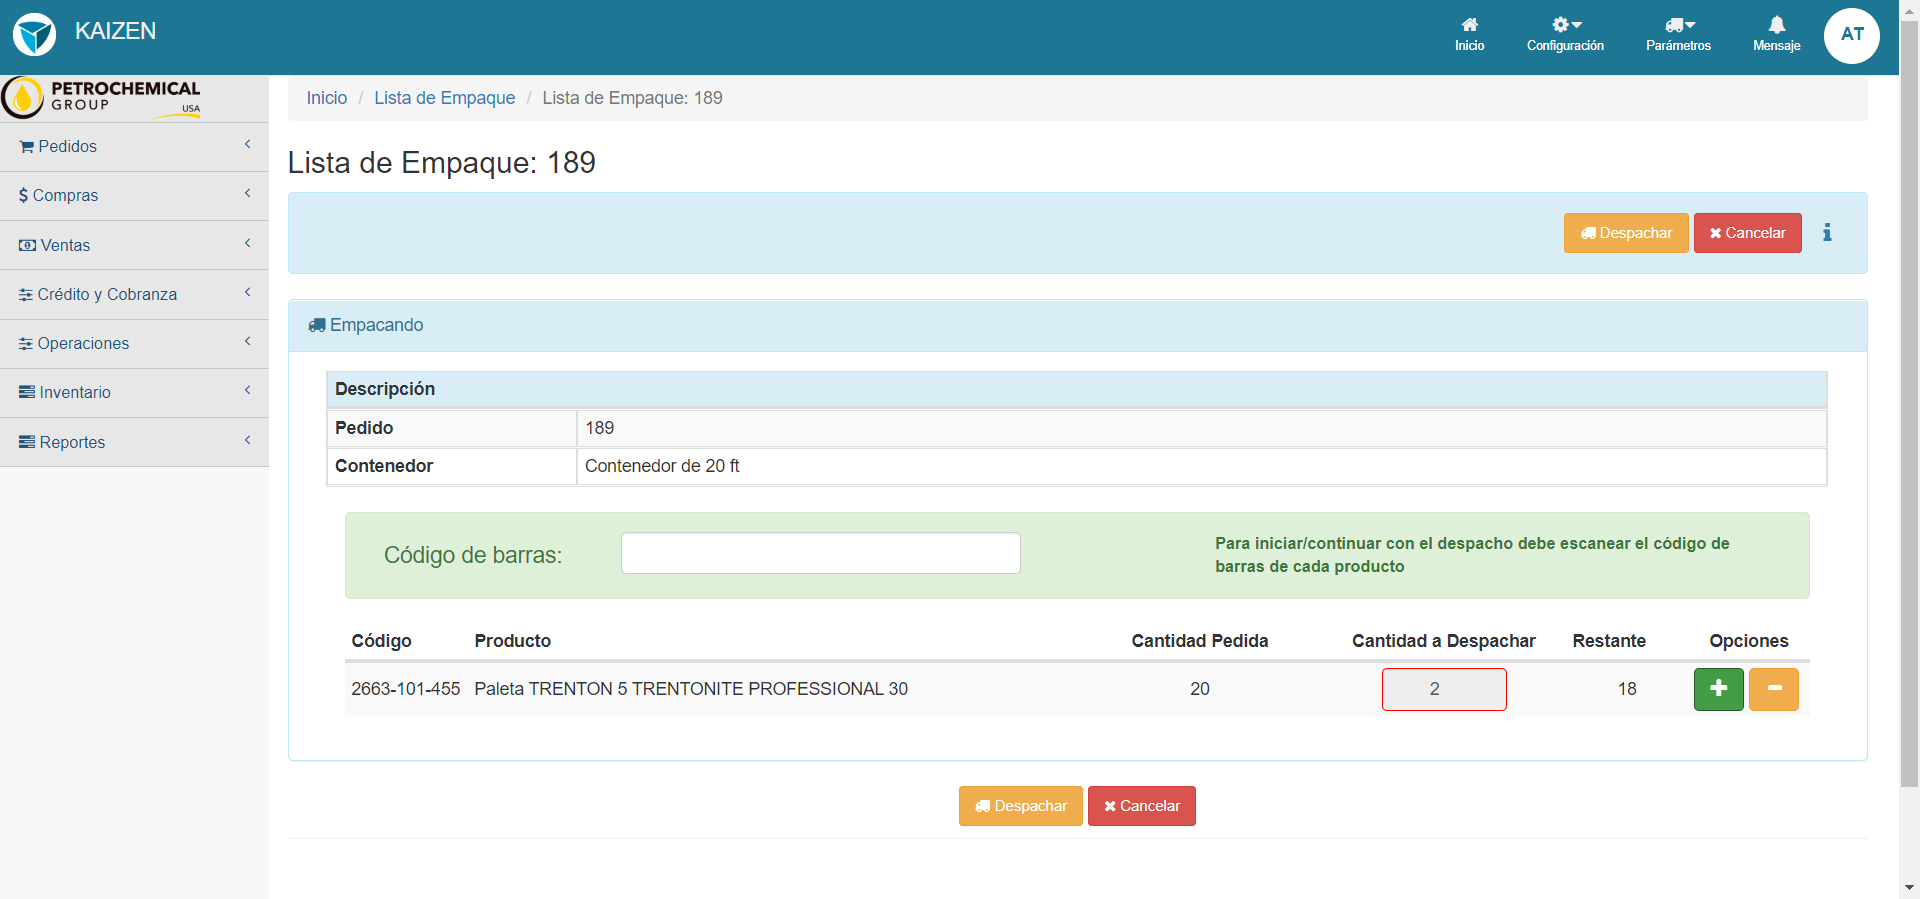 KAIZEN
Inicio
Configuración
Parámetros
Mensaje
AT
PETROCHEMICAL
GROUP
USA
Pedidos
Compras
Ventas
Crédito y Cobranza
Operaciones
Inventario
Reportes
Inicio / Lista de Empaque / Lista de Empaque: 189
Lista de Empaque: 189
Despachar
Cancelar
Empacando
Descripción
Pedido 189
Contenedor Contenedor de 20 ft
Código de barras:
Para iniciar/continuar con el despacho debe escanear el código de
barras de cada producto
Código Producto Cantidad Pedida Cantidad a Despachar Restante Opciones
2663-101-455 Paleta TRENTON 5 TRENTONITE PROFESSIONAL 30 20 2 18
Despachar
Cancelar